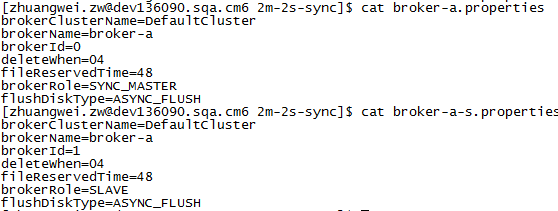 [zhuangwei.zw@dev136090.sqa.cm6 2m-2s-sync]$ cat broker-a.properties
brokerClusterName=DefaultCluster
brokerName=broker-a
brokerId=0
deleteWhen=04
fileReservedTime=48
brokerRole=SYNC_MASTER
flushDiskType=ASYNC_FLUSH
[zhuangwei.zw@dev136090.sqa.cm6 2m-2s-sync]$ cat broker-a-s.properties
brokerClusterName=DefaultCluster
brokerName=broker-a
brokerId=1
deleteWhen=04
fileReservedTime=48
brokerRole=SLAVE
flushDiskType=ASYNC_FLUSH